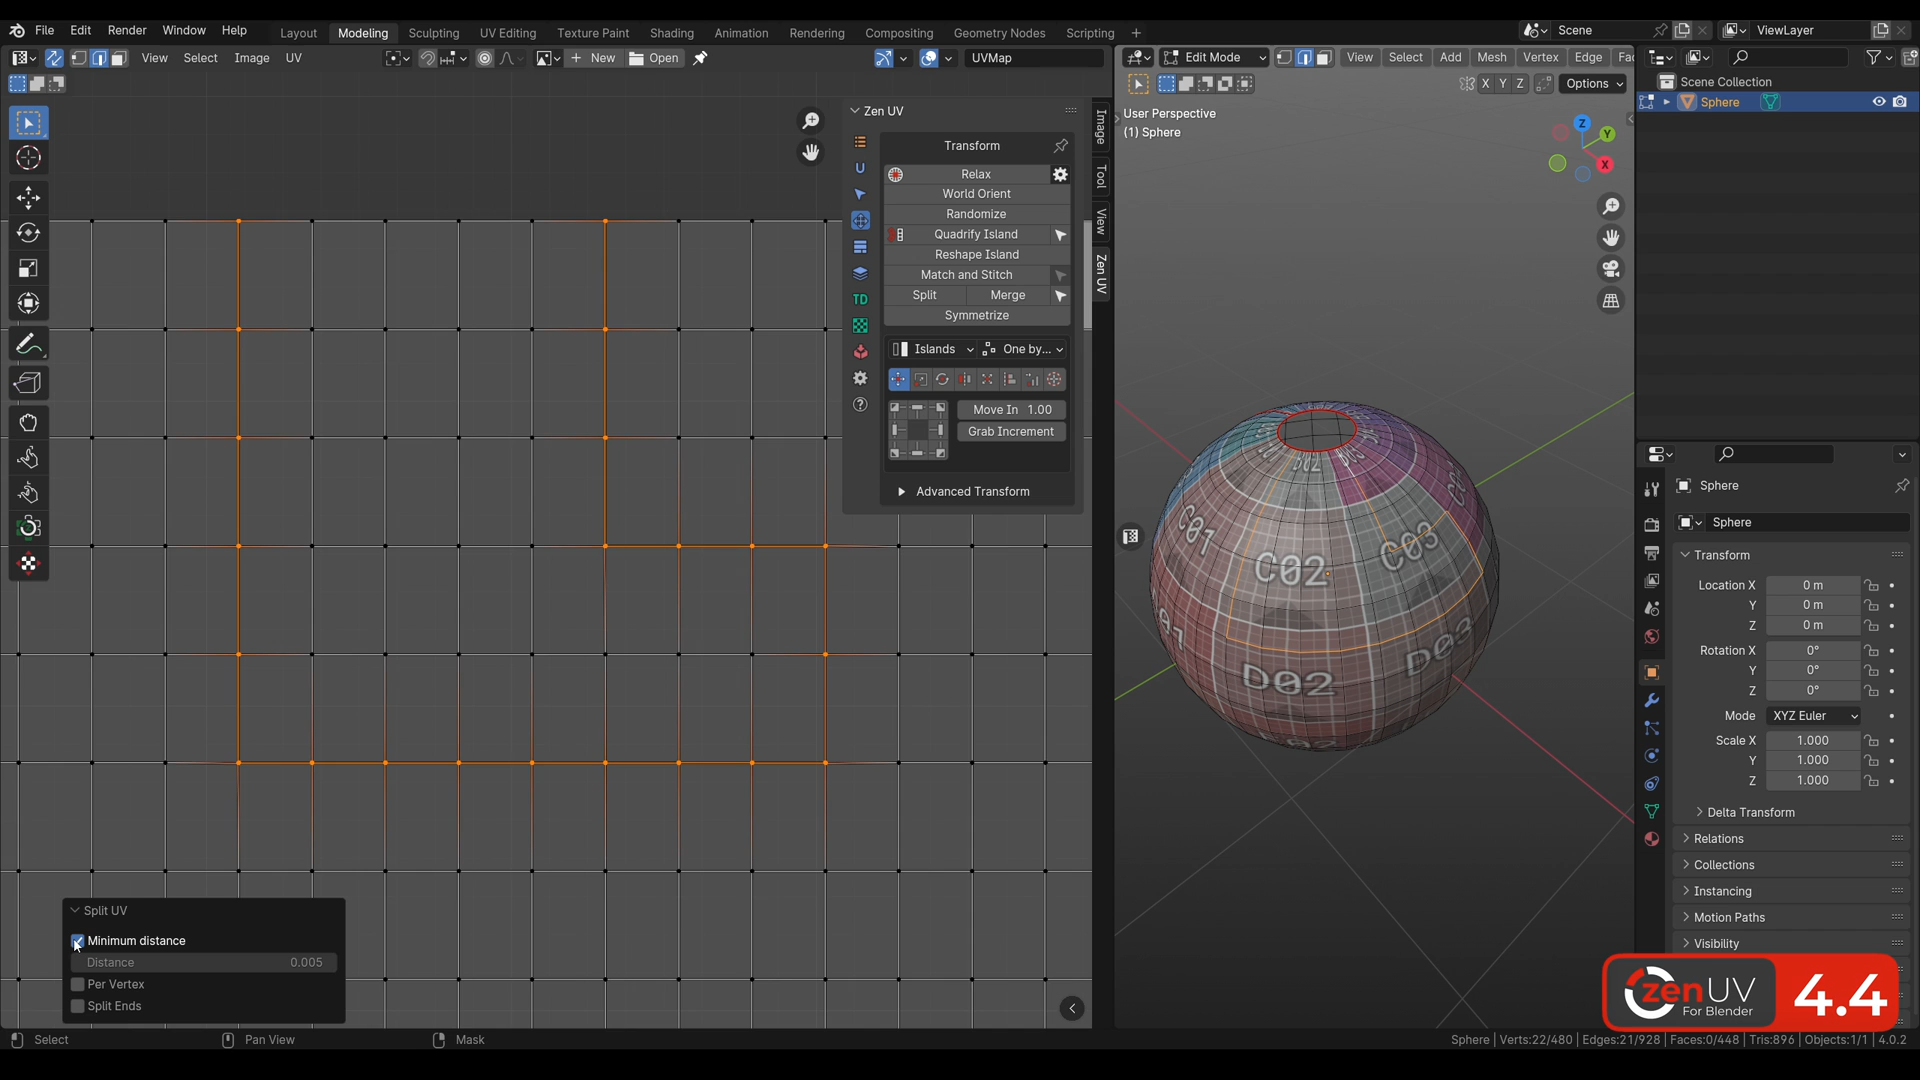 File Edit Render Window Help Layout Modeling Sculpting UV Editing Texture Paint Shading Animation Rendering Compositing Geometry Nodes Scripting + Scene ViewLayer
View Select Image UV New Open UVMap
Edit Mode View Select Add Mesh Vertex Edge Fac
X Y Z Options
Scene Collection
Sphere
User Perspective
(1) Sphere
Z
Y
X
Image
Tool
View
Zen UV
Zen UV
Transform
Relax
World Orient
Randomize
Quadrify Island
Reshape Island
Match and Stitch
Split Merge
Symmetrize
Islands One by...
Move In 1.00
Grab Increment
Advanced Transform
TD
C01
C02
C03
D02
D03
Sphere
Sphere
Transform
Location X 0 m
Y 0 m
Z 0 m
Rotation X 0°
Y 0°
Z 0°
Mode XYZ Euler
Scale X 1.000
Y 1.000
Z 1.000
Delta Transform
Relations
Collections
Instancing
Motion Paths
Visibility
Split UV
Minimum distance
Distance 0.005
Per Vertex
Split Ends
zenUV
For Blender
4.4
Select Pan View Mask
Sphere | Verts:22/480 | Edges:21/928 | Faces:0/448 | Tris:896 | Objects:1/1 | 4.0.2